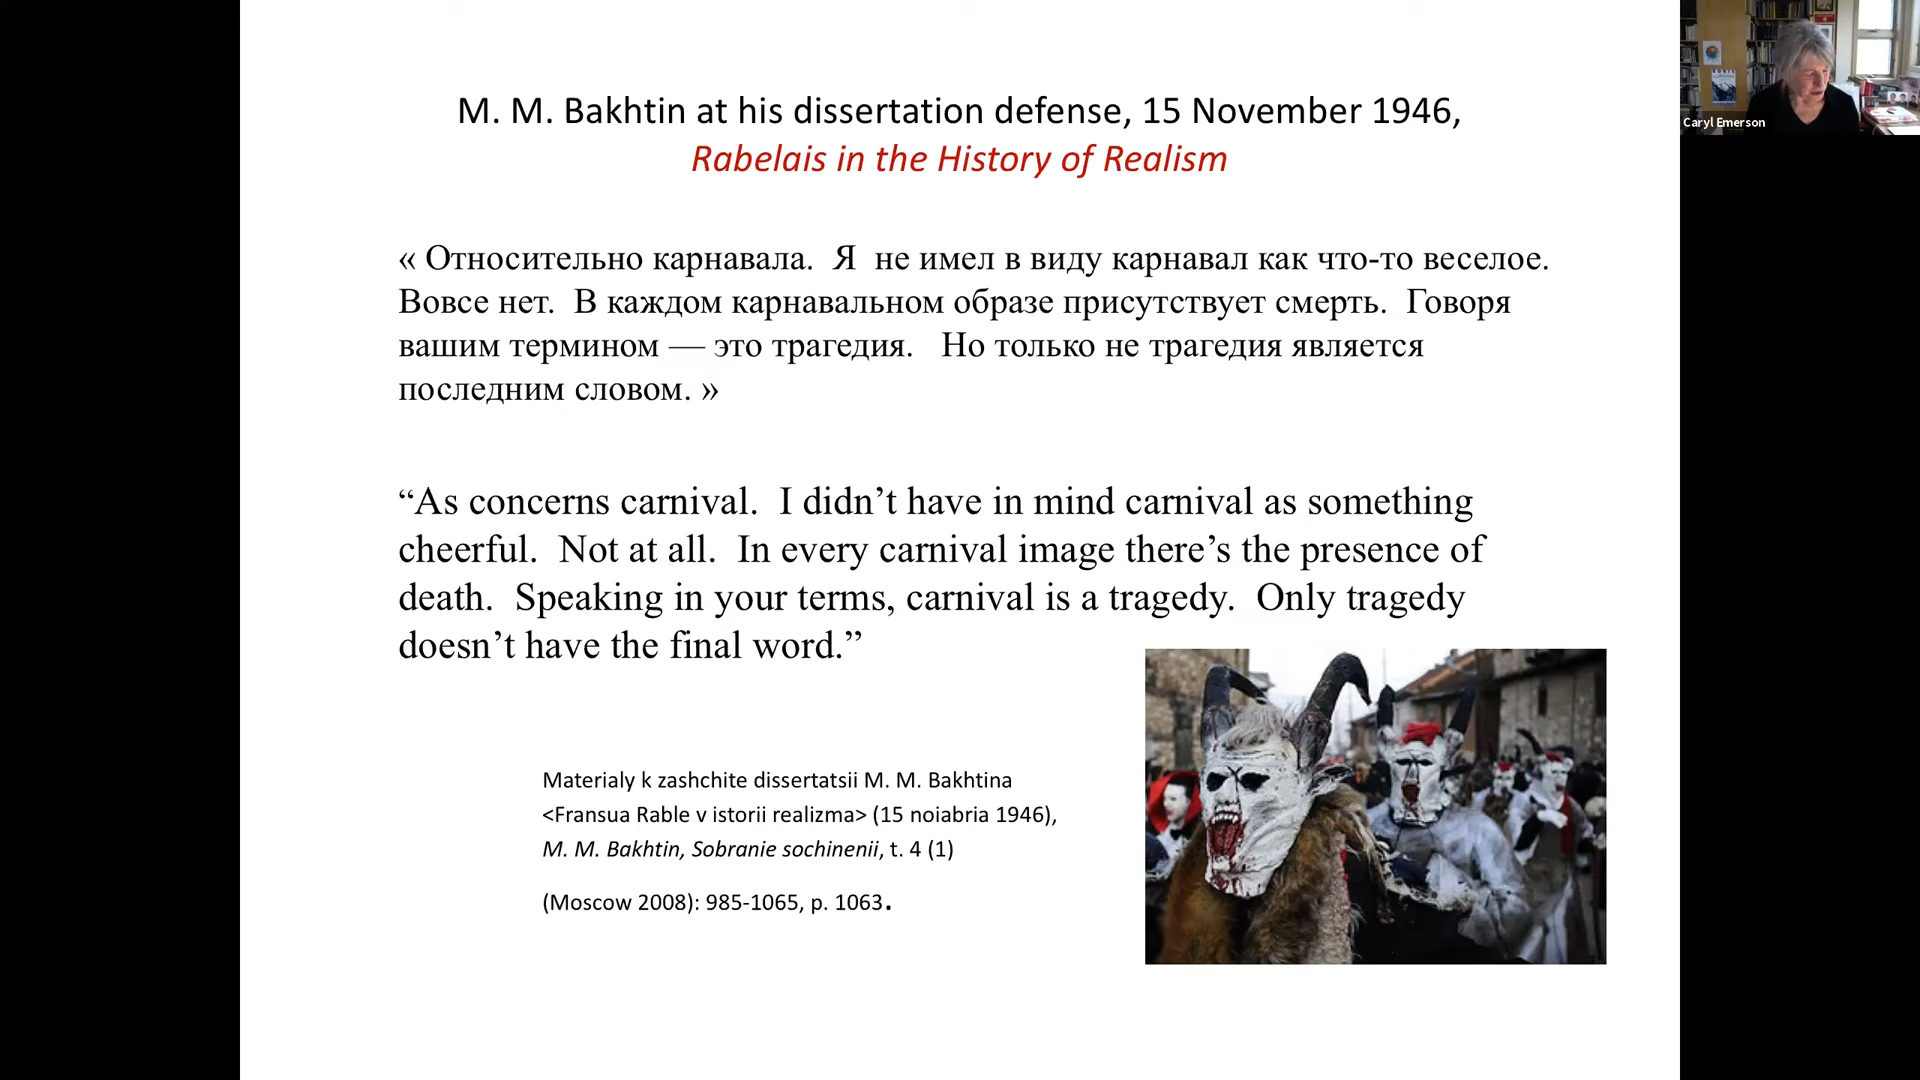 M. M. Bakhtin at his dissertation defense, 15 November 1946,
Rabelais in the History of Realism
« Относительно карнавала. Я не имел в виду карнавал как что-то веселое.
Вовсе нет. В каждом карнавальном образе присутствует смерть. Говоря
вашим термином — это трагедия. Но только не трагедия является
последним словом. »
“As concerns carnival. I didn’t have in mind carnival as something
cheerful. Not at all. In every carnival image there’s the presence of
death. Speaking in your terms, carnival is a tragedy. Only tragedy
doesn’t have the final word.”
Materialy k zashchite dissertatsii M. M. Bakhtina
<Fransua Rable v istorii realizma> (15 noiabria 1946),
M. M. Bakhtin, Sobranie sochinenii, t. 4 (1)
(Moscow 2008): 985-1065, p. 1063.
Caryl Emerson